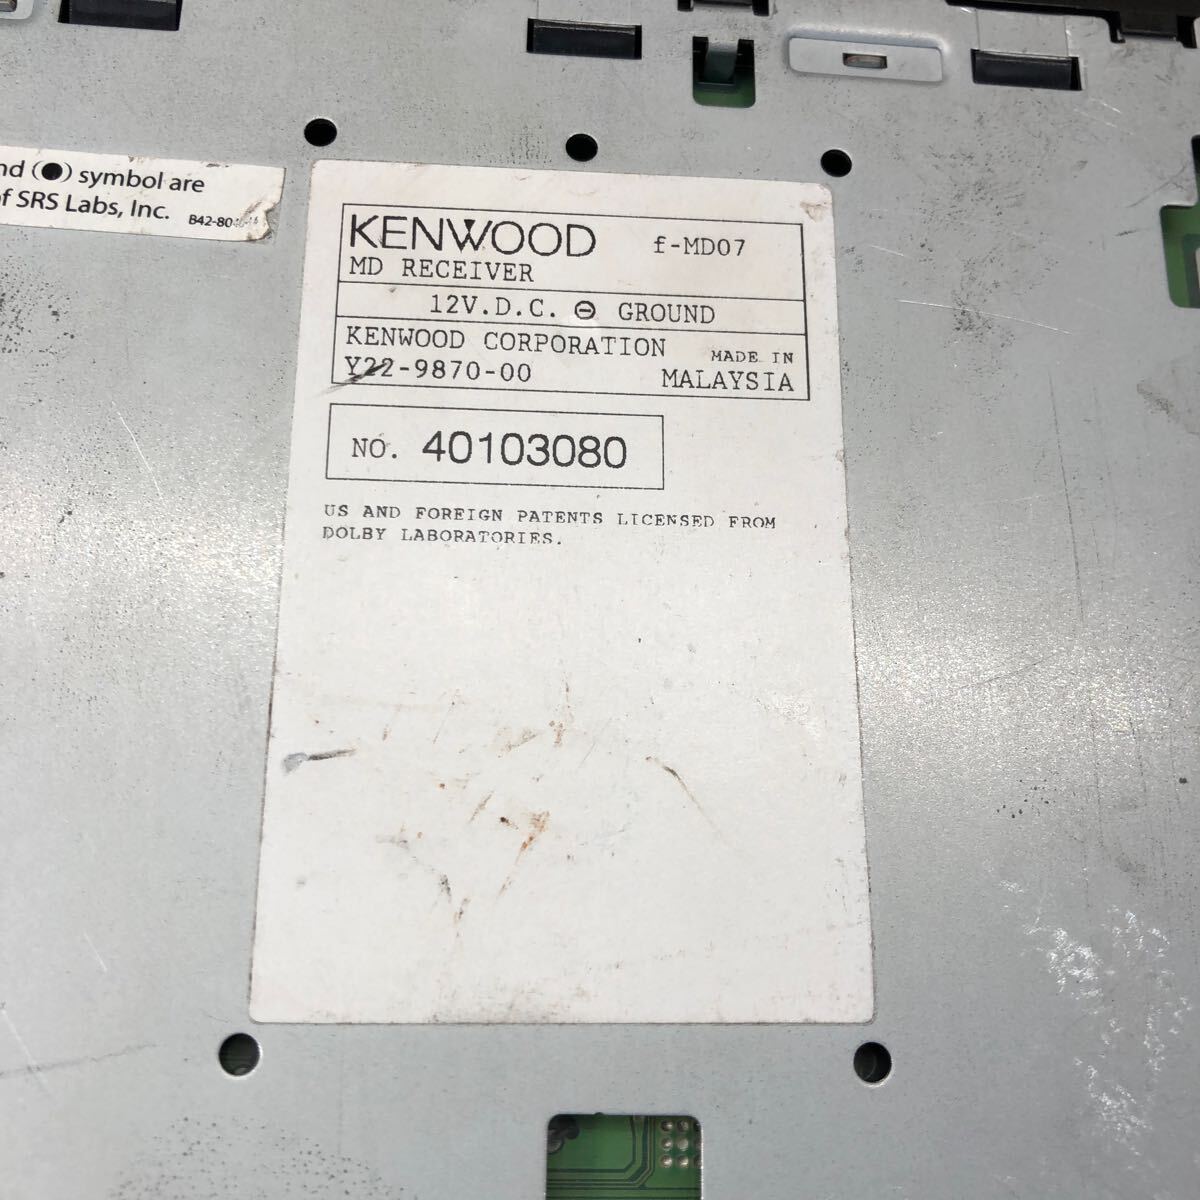 nd (●) symbol are
of SRS Labs, Inc.
KENWOOD f-MD07
MD RECEIVER
12V.D.C. ⊖ GROUND
KENWOOD CORPORATION MADE IN
Y22-9870-00 MALAYSIA
NO. 40103080
US AND FOREIGN PATENTS LICENSED FROM
DOLBY LABORATORIES.